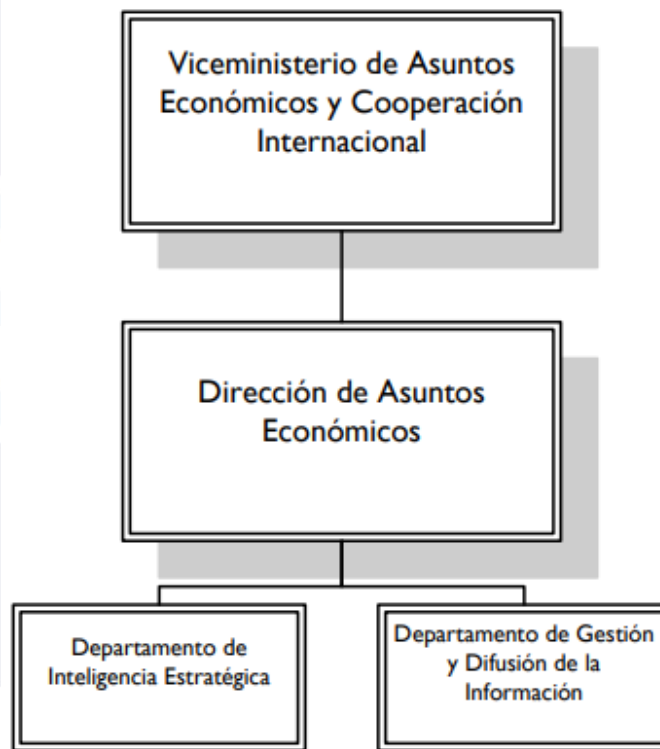 Viceministerio de Asuntos
Económicos y Cooperación
Internacional
Dirección de Asuntos
Económicos
Departamento de
Inteligencia Estratégica
Departamento de Gestión
y Difusión de la
Información